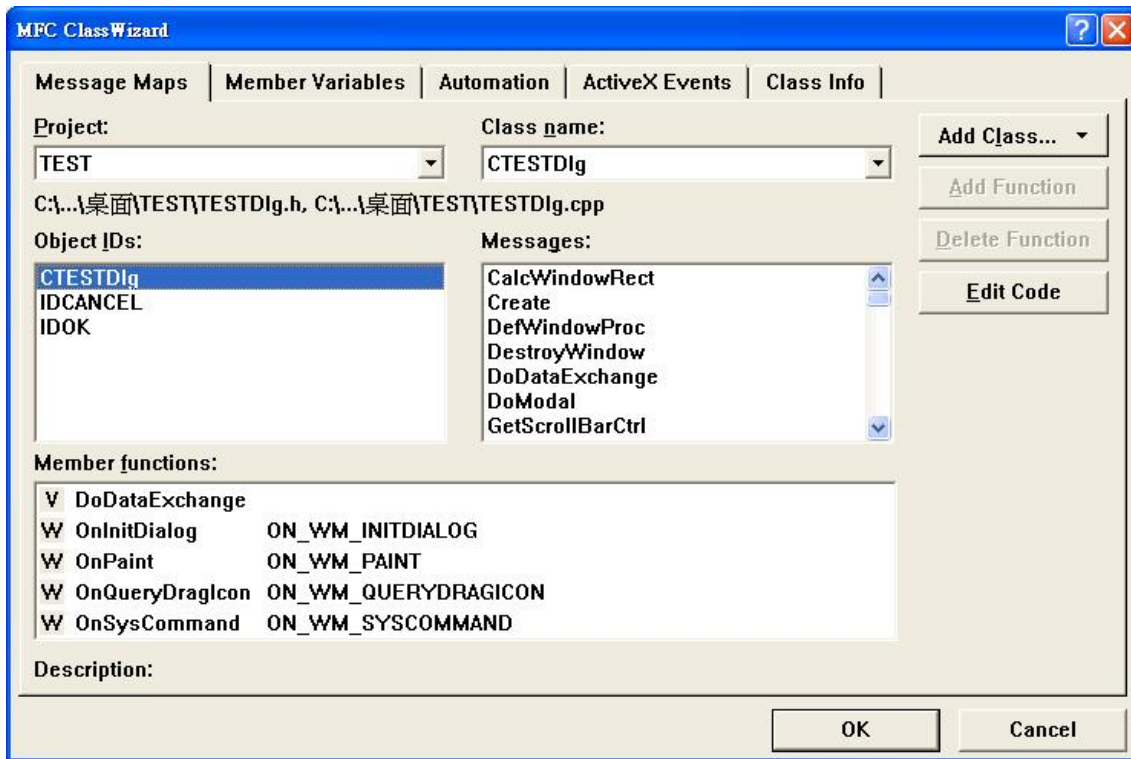 MFC ClassWizard
Message Maps
Member Variables
Automation
ActiveX Events
Class Info
Project:
Class name:
TEST
CTESTDlg
C:\...\桌面\TEST\TESTDlg.h, C:\...\桌面\TEST\TESTDlg.cpp
Add Class...
Add Function
Delete Function
Edit Code
Object IDs:
CTESTDlg
IDCANCEL
IDOK
Messages:
CalcWindowRect
Create
DefWindowProc
DestroyWindow
DoDataExchange
DoModal
GetScrollBarCtrl
Member functions:
V DoDataExchange
W OnInitDialog ON_WM_INITDIALOG
W OnPaint ON_WM_PAINT
W OnQueryDragIcon ON_WM_QUERYDRAGICON
W OnSysCommand ON_WM_SYSCOMMAND
Description:
OK
Cancel